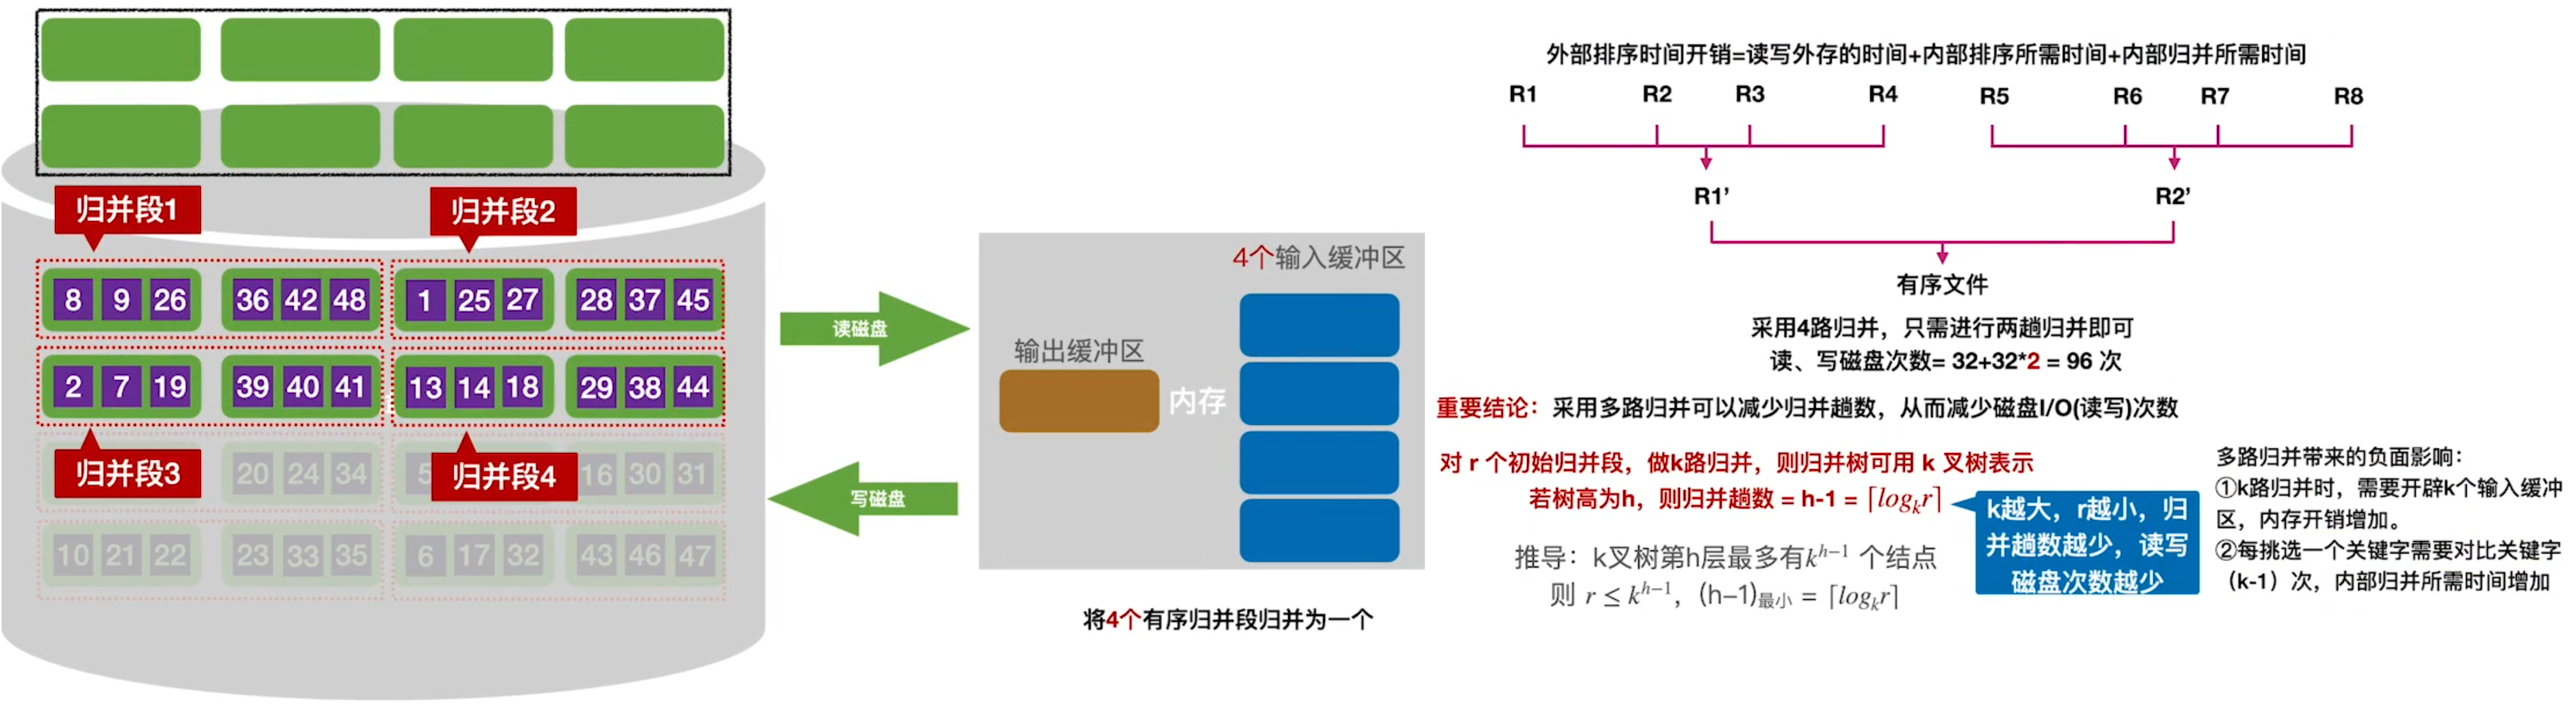 归并段1
归并段2
8 9 26 36 42 48 1 25 27 28 37 45
2 7 19 39 40 41 13 14 18 29 38 44
归并段3
20 24 34 5
归并段4
16 30 31
10 21 22 23 33 35 6 17 32 43 46 47
读磁盘
写磁盘
4个输入缓冲区
输出缓冲区
内存
将4个有序归并段归并为一个
外部排序时间开销=读写外存的时间+内部排序所需时间+内部归并所需时间
R1 R2 R3 R4 R5 R6 R7 R8
R1’ R2’
有序文件
采用4路归并，只需进行两趟归并即可
读、写磁盘次数= 32+32*2 = 96 次
重要结论：采用多路归并可以减少归并趟数，从而减少磁盘I/O(读写)次数
对 r 个初始归并段，做k路归并，则归并树可用 k 叉树表示
若树高为h，则归并趟数 = h-1 = ⌈logₖr⌉
推导：k叉树第h层最多有kʰ⁻¹ 个结点
则 r ≤ kʰ⁻¹，(h−1)最小 = ⌈logₖr⌉
k越大，r越小，归
并趟数越少，读写
磁盘次数越少
多路归并带来的负面影响：
①k路归并时，需要开辟k个输入缓冲
区，内存开销增加。
②每挑选一个关键字需要对比关键字
（k-1）次，内部归并所需时间增加